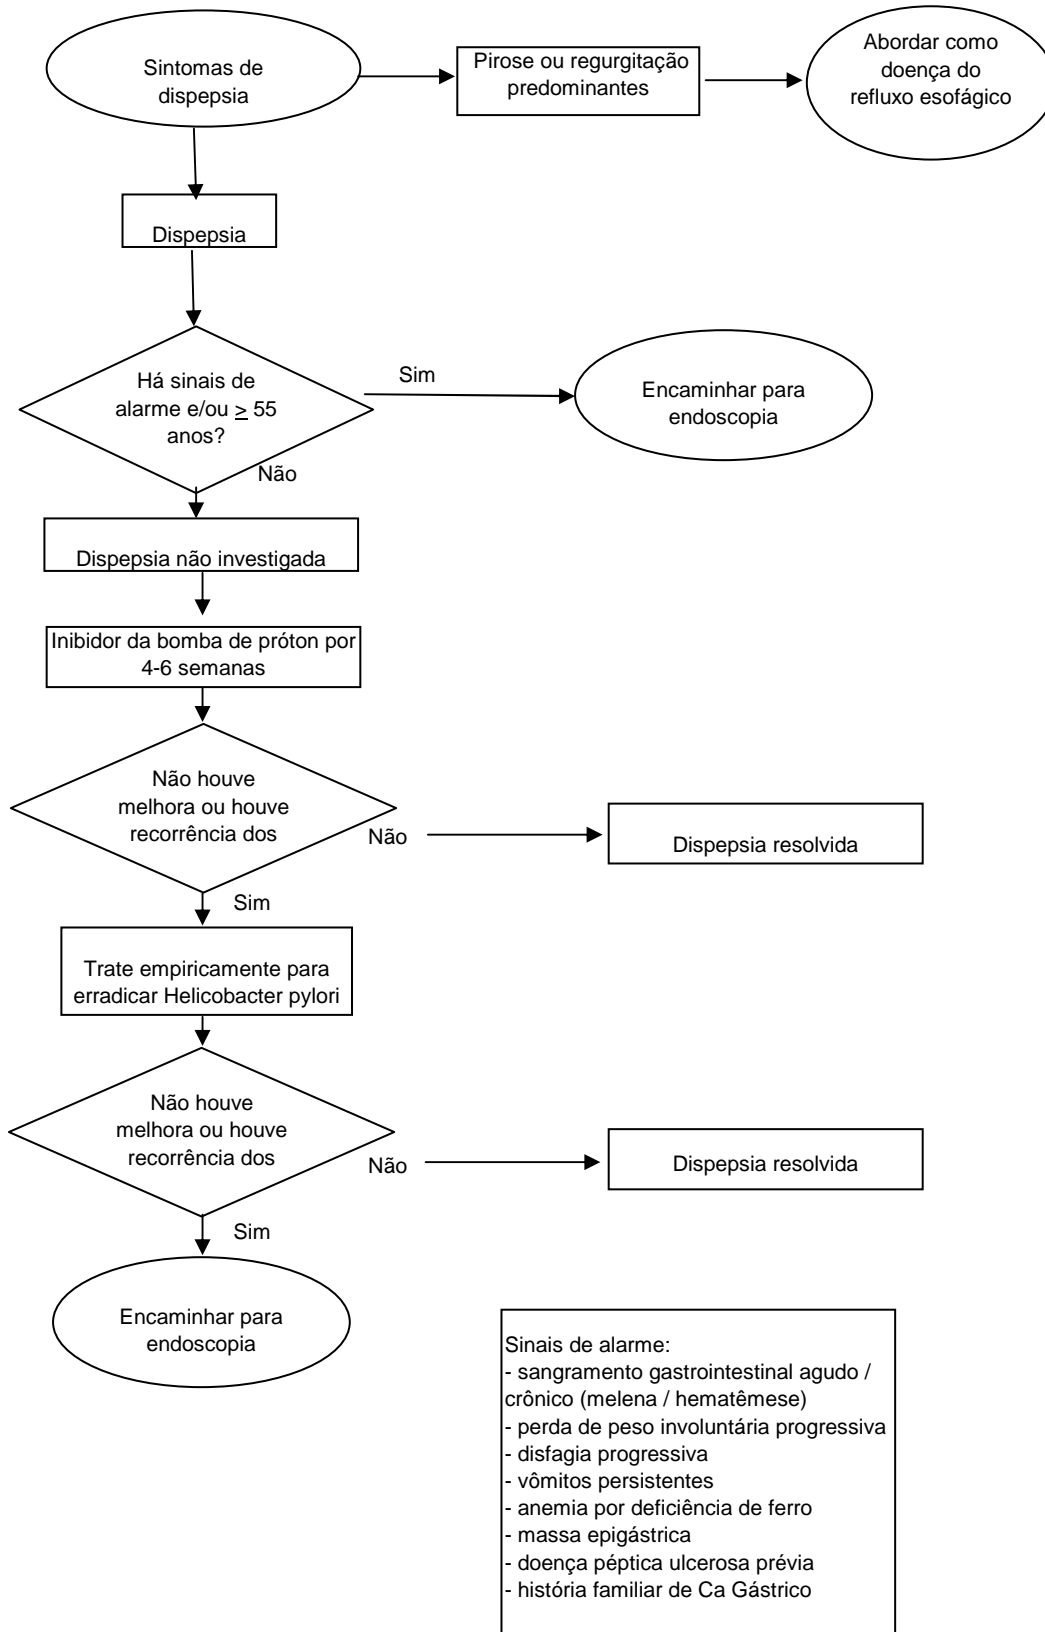 Sintomas de
dispepsia
Pirose ou regurgitação
predominantes
Abordar como
doença do
refluxo esofágico
Dispepsia
Há sinais de
alarme e/ou ≥ 55
anos?
Sim
Encaminhar para
endoscopia
Não
Dispepsia não investigada
Inibidor da bomba de próton por
4-6 semanas
Não houve
melhora ou houve
recorrência dos
Não
Dispepsia resolvida
Sim
Trate empiricamente para
erradicar Helicobacter pylori
Não houve
melhora ou houve
recorrência dos
Não
Dispepsia resolvida
Sim
Encaminhar para
endoscopia
Sinais de alarme:
- sangramento gastrointestinal agudo /
crônico (melena / hematêmese)
- perda de peso involuntária progressiva
- disfagia progressiva
- vômitos persistentes
- anemia por deficiência de ferro
- massa epigástrica
- doença péptica ulcerosa prévia
- história familiar de Ca Gástrico